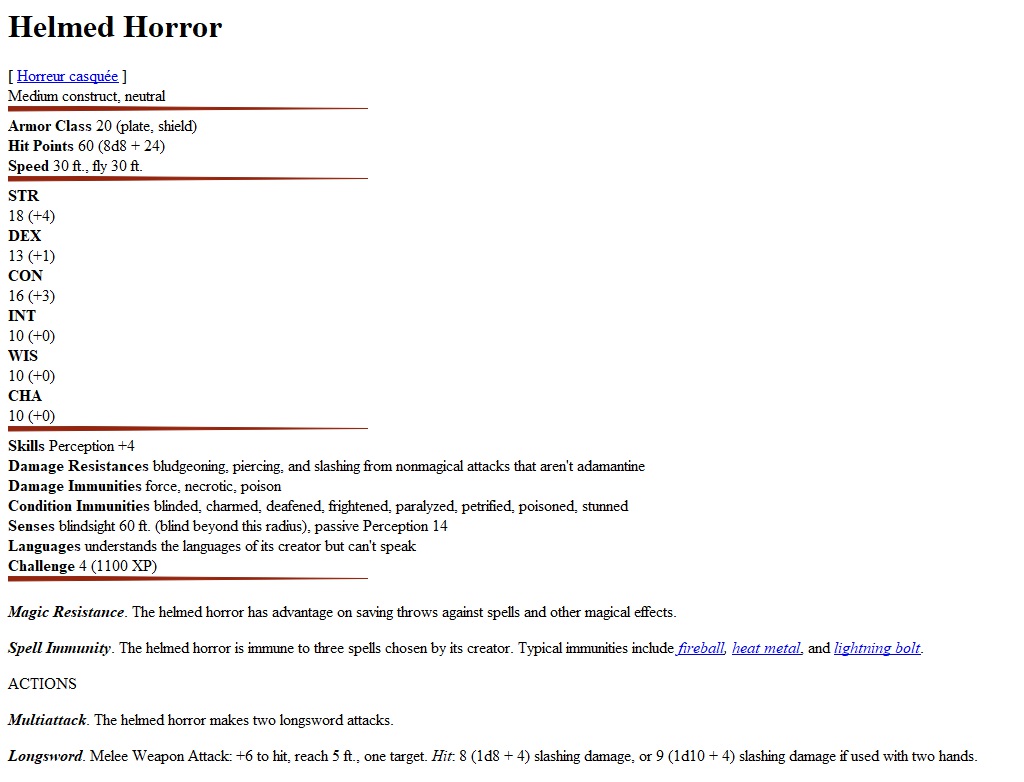 Helmed Horror
[ Horreur casquée ]
Medium construct, neutral
Armor Class 20 (plate, shield)
Hit Points 60 (8d8 + 24)
Speed 30 ft., fly 30 ft.
STR
18 (+4)
DEX
13 (+1)
CON
16 (+3)
INT
10 (+0)
WIS
10 (+0)
CHA
10 (+0)
Skills Perception +4
Damage Resistances bludgeoning, piercing, and slashing from nonmagical attacks that aren't adamantine
Damage Immunities force, necrotic, poison
Condition Immunities blinded, charmed, deafened, frightened, paralyzed, petrified, poisoned, stunned
Senses blindsight 60 ft. (blind beyond this radius), passive Perception 14
Languages understands the languages of its creator but can't speak
Challenge 4 (1100 XP)
Magic Resistance. The helmed horror has advantage on saving throws against spells and other magical effects.
Spell Immunity. The helmed horror is immune to three spells chosen by its creator. Typical immunities include fireball, heat metal, and lightning bolt.
ACTIONS
Multiattack. The helmed horror makes two longsword attacks.
Longsword. Melee Weapon Attack: +6 to hit, reach 5 ft., one target. Hit: 8 (1d8 + 4) slashing damage, or 9 (1d10 + 4) slashing damage if used with two hands.